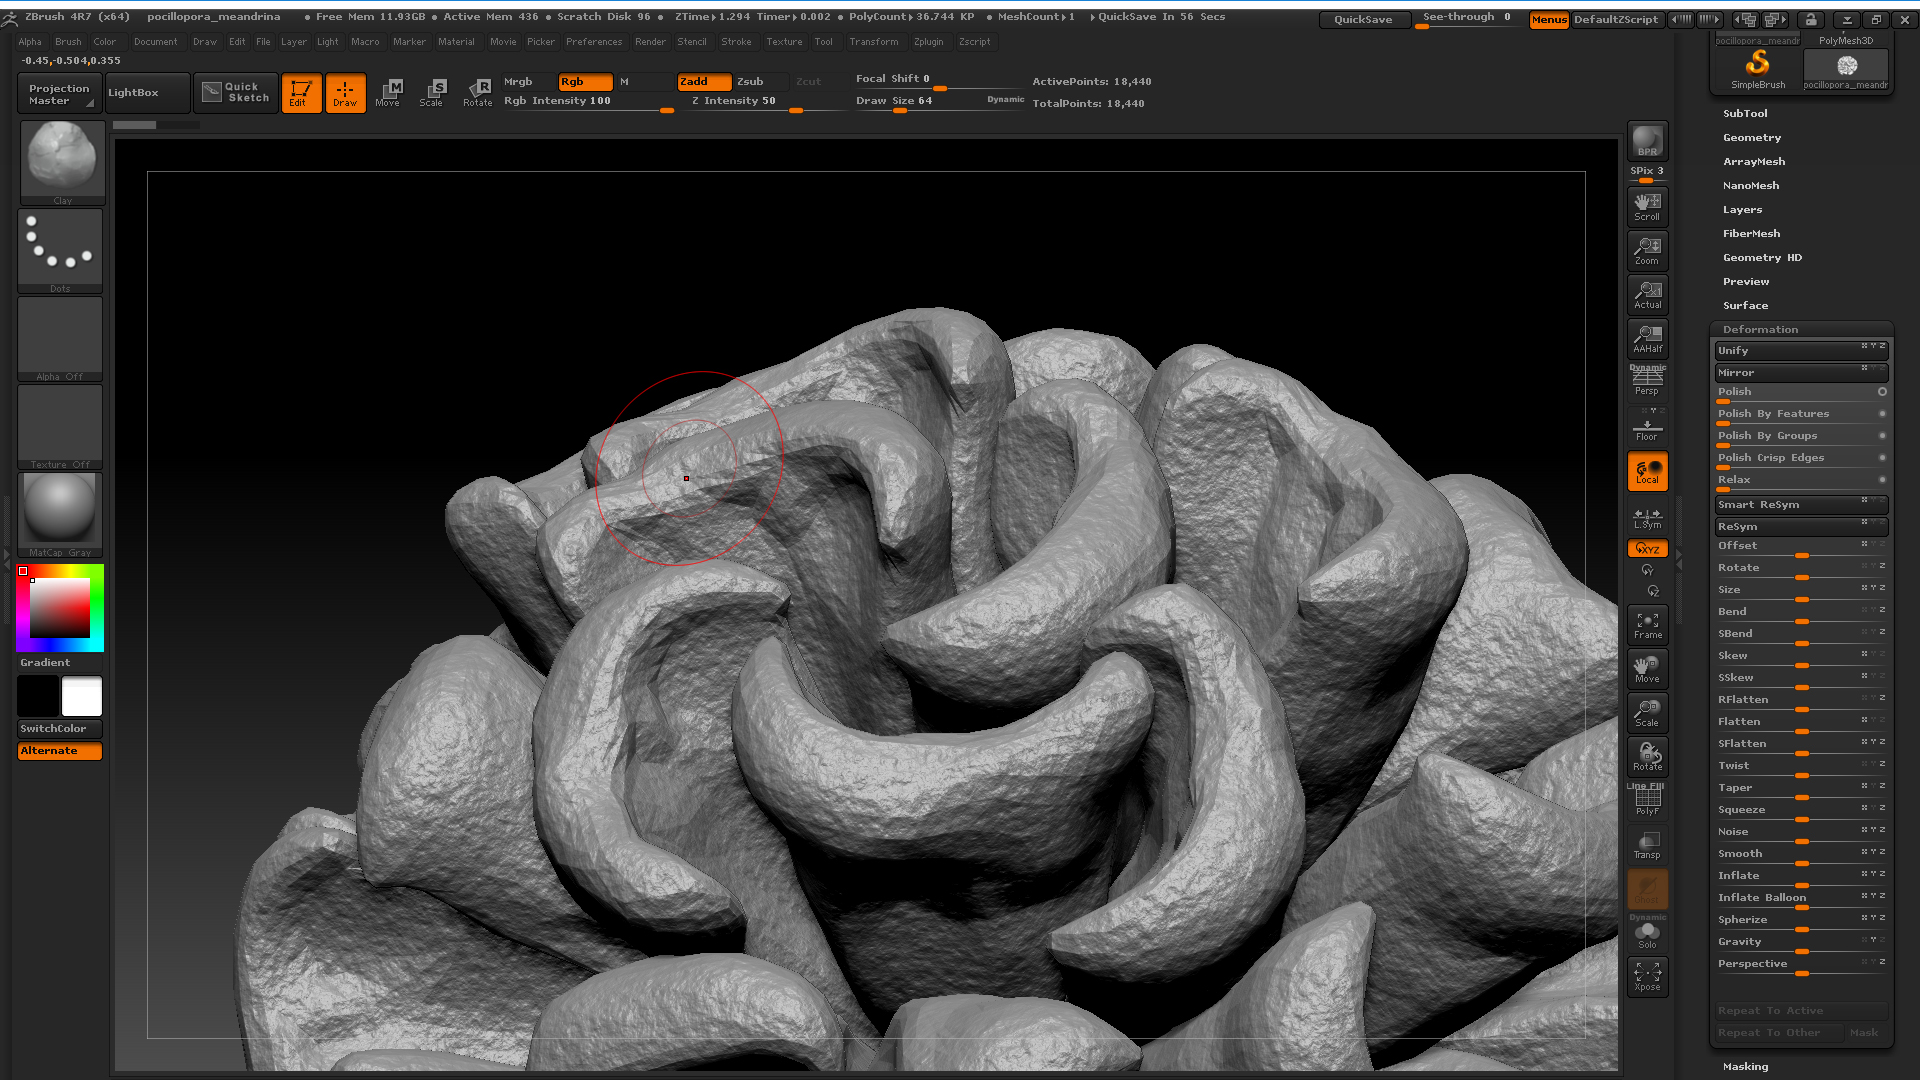 ZBrush 4R7 (x64) pocillopora_meandrina • Free Mem 11.93GB • Active Mem 436 • Scratch Disk 96 • ZTime▸1.294 Timer▸0.002 • PolyCount▸36.744 KP • MeshCount▸1 ▸QuickSave In 56 Secs QuickSave See-through 0 Menus DefaultZScript
Alpha Brush Color Document Draw Edit File Layer Light Macro Marker Material Movie Picker Preferences Render Stencil Stroke Texture Tool Transform Zplugin Zscript
-0.45,-0.504,0.355
Projection Master
LightBox
Quick Sketch
Edit
Draw
Move
Scale
Rotate
Mrgb Rgb M Zadd Zsub Zcut
Rgb Intensity 100 Z Intensity 50
Focal Shift 0
Draw Size 64 Dynamic
ActivePoints: 18,440
TotalPoints: 18,440
Clay
Dots
Alpha Off
Texture Off
MatCap Gray
Gradient
SwitchColor
Alternate
BPR
SPix 3
Scroll
Zoom
Actual
AAHalf
Dynamic
Persp
Floor
Local
L.Sym
XYZ
Frame
Move
Scale
Rotate
Line Fill
PolyF
Transp
Ghost
Dynamic
Solo
Xpose
pocillopora_meandr PolyMesh3D
SimpleBrush pocillopora_meandr
SubTool
Geometry
ArrayMesh
NanoMesh
Layers
FiberMesh
Geometry HD
Preview
Surface
Deformation
Unify
Mirror
Polish
Polish By Features
Polish By Groups
Polish Crisp Edges
Relax
Smart ReSym
ReSym
Offset
Rotate
Size
Bend
SBend
Skew
SSkew
RFlatten
Flatten
SFlatten
Twist
Taper
Squeeze
Noise
Smooth
Inflate
Inflate Balloon
Spherize
Gravity
Perspective
Repeat To Active
Repeat To Other Mask
Masking